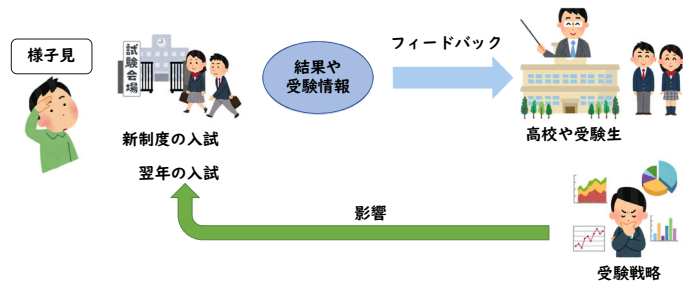 様子見
試験会場
新制度の入試
翌年の入試
結果や
受験情報
フィードバック
高校や受験生
影響
受験戦略